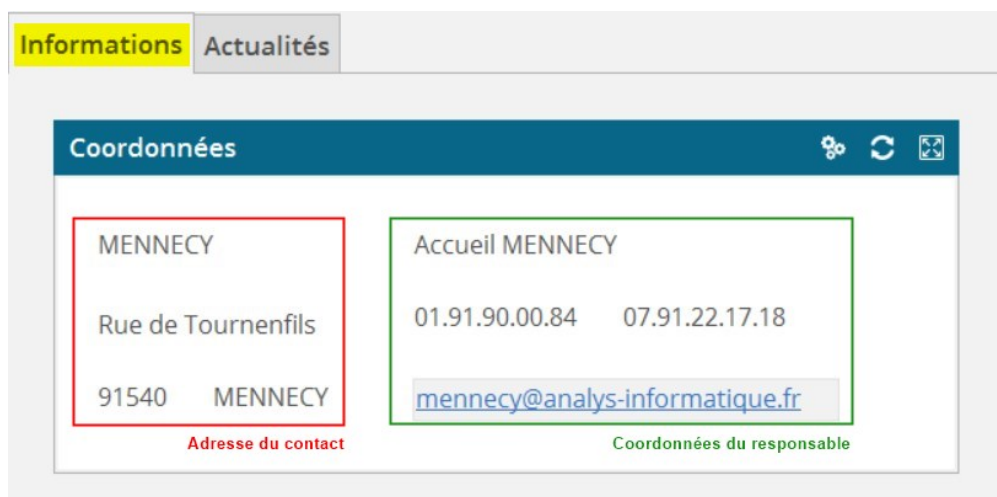 Informations Actualités
Coordonnées
MENNECY
Rue de Tournenfils
91540 MENNECY
Adresse du contact
Accueil MENNECY
01.91.90.00.84 07.91.22.17.18
mennecy@analys-informatique.fr
Coordonnées du responsable